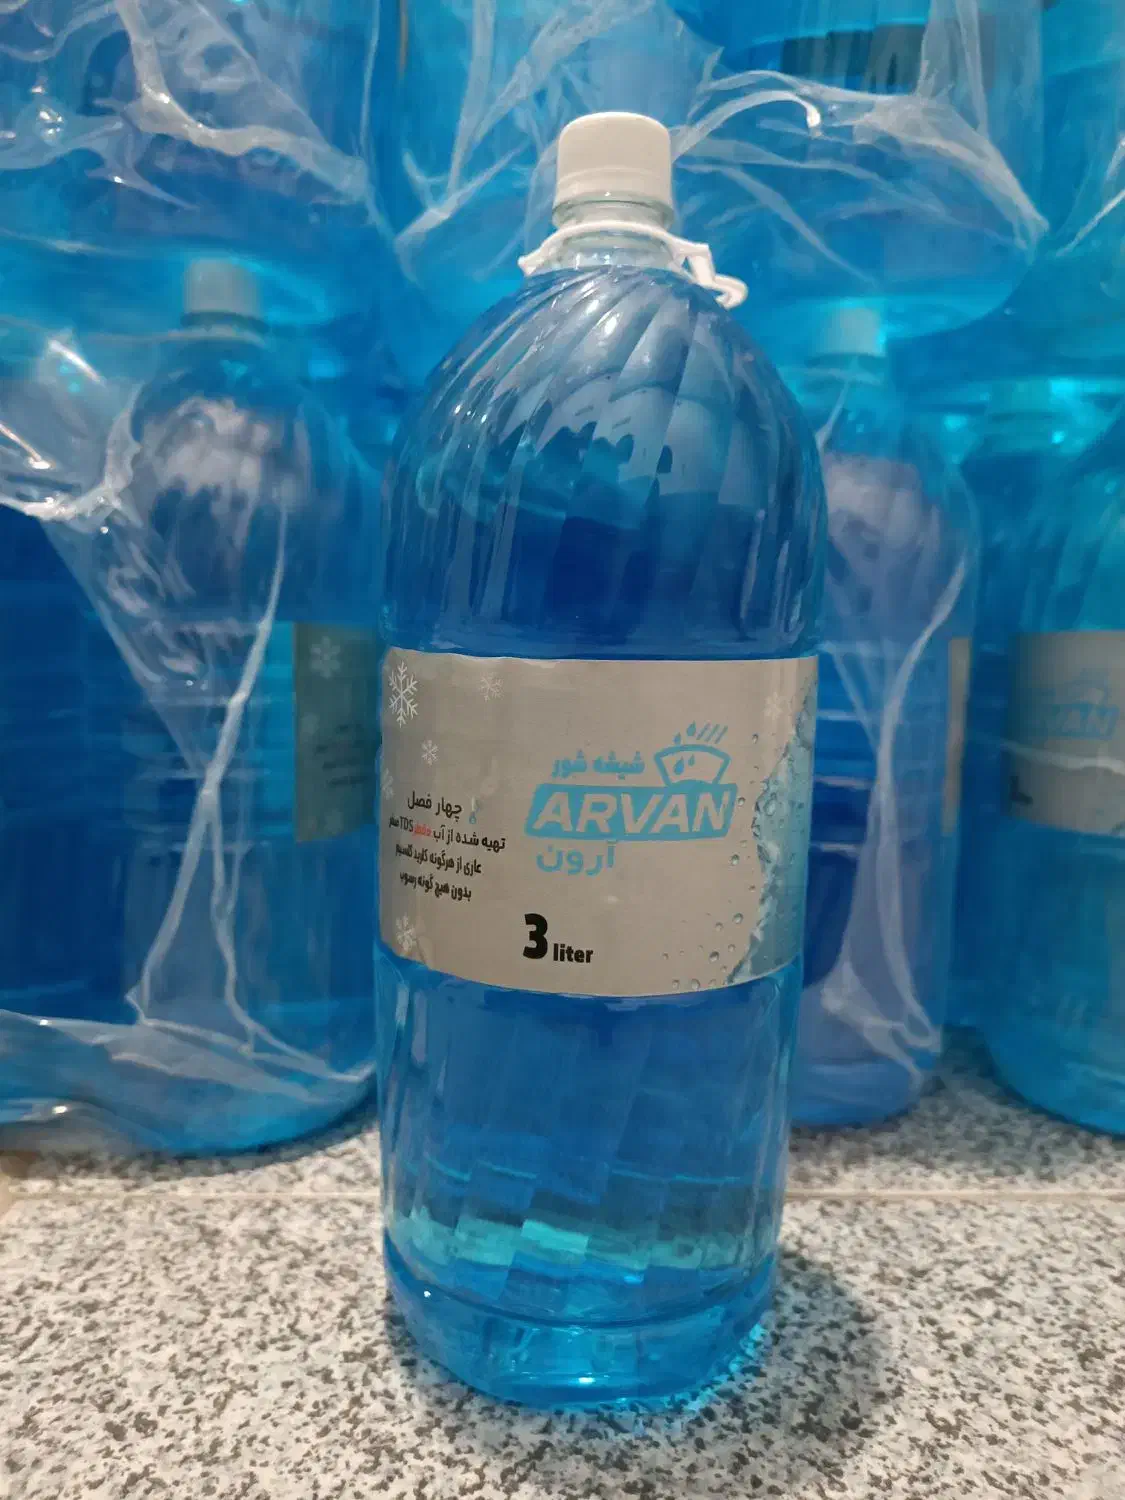 شیشه شور
ARVAN
آرون
چهار فصل
تهیه شده از آب مقطر TDS صفر
عاری از هرگونه کلرید کلسیم
بدون هیچ گونه رسوب
3 liter